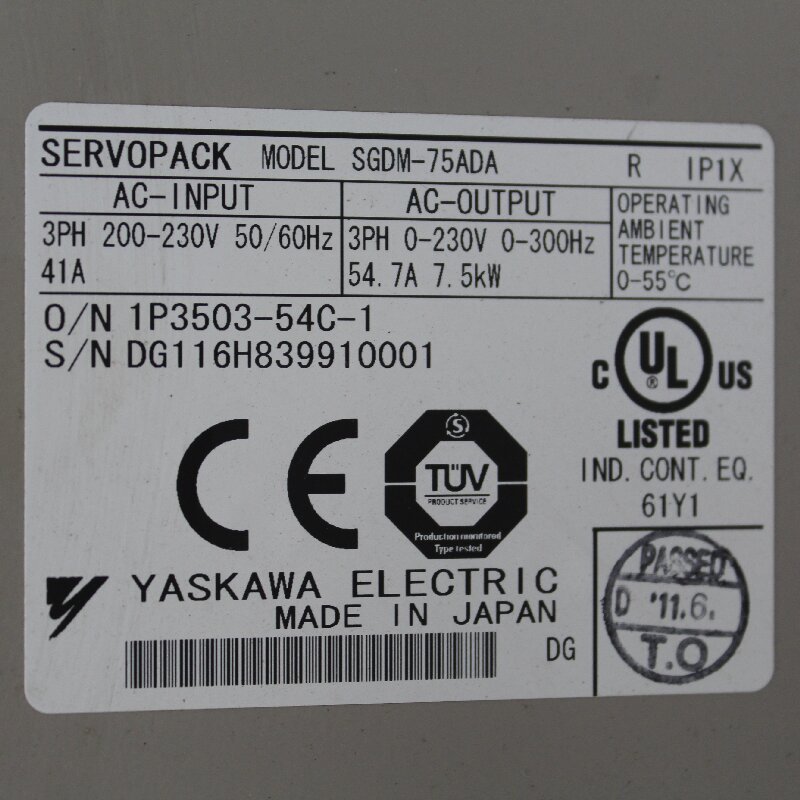 SERVOPACK MODEL SGDM-75ADA R IP1X
AC-INPUT
3PH 200-230V 50/60Hz
41A
AC-OUTPUT
3PH 0-230V 0-300Hz
54.7A 7.5kW
OPERATING
AMBIENT
TEMPERATURE
0-55℃
O/N 1P3503-54C-1
S/N DG116H839910001
C UL ® US
LISTED
IND. CONT. EQ.
61Y1
CE
S
TÜV
PRODUCT SERVICE
Production monitored
Type tested
YASKAWA ELECTRIC
MADE IN JAPAN
DG
PASSED
D '11.6.
T.O